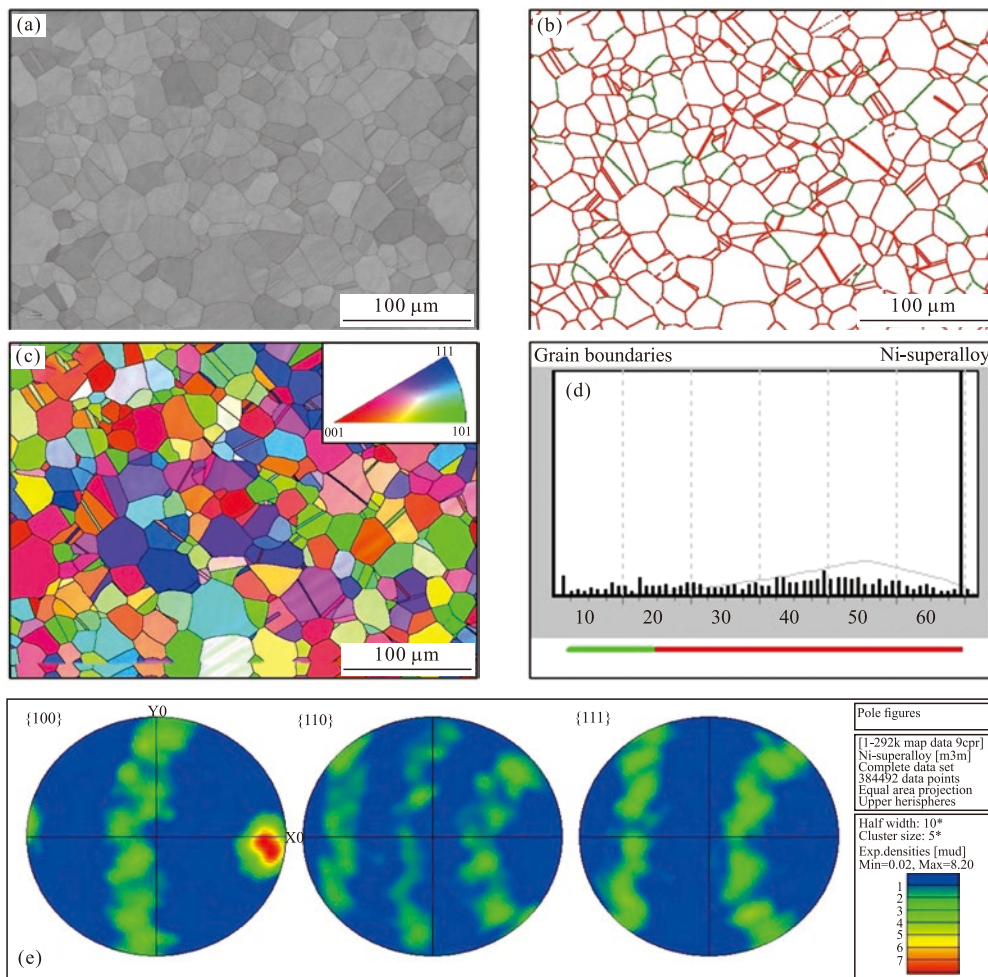 (a)
100 μm
(b)
100 μm
(c)
111
001
101
100 μm
Grain boundaries
Ni-superalloy
(d)
10 20 30 40 50 60
{100}
Y0
X0
{110}
{111}
(e)
Pole figures
[1-292k map data 9cpr]
Ni-superalloy [m3m]
Complete data set
384492 data points
Equal area projection
Upper herispheres
Half width: 10*
Cluster size: 5*
Exp.densities [mud]
Min=0.02, Max=8.20
1
2
3
4
5
6
7